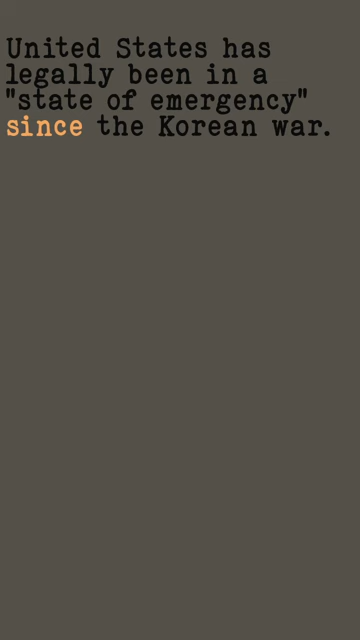 United States has
legally been in a
"state of emergency"
since the Korean war.